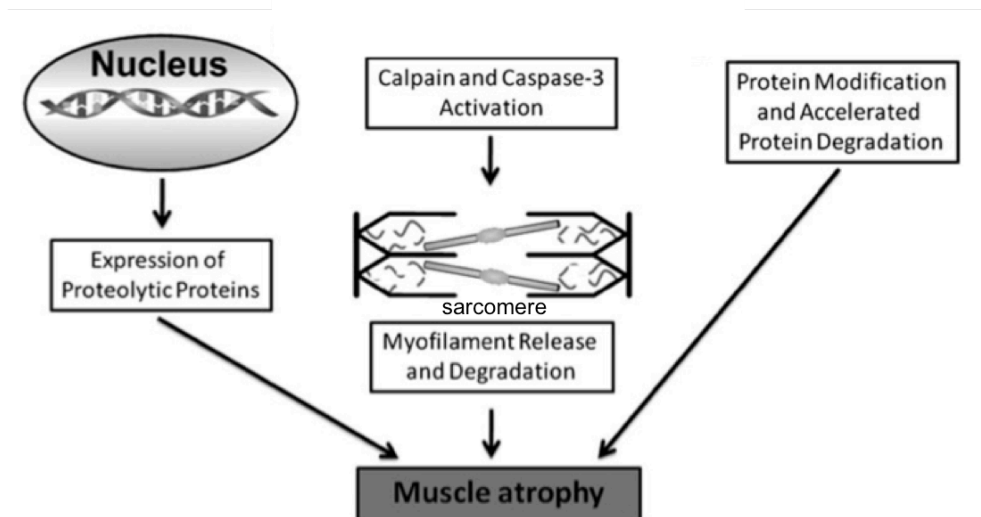 Nucleus
Expression of
Proteolytic Proteins
Calpain and Caspase-3
Activation
sarcomere
Myofilament Release
and Degradation
Protein Modification
and Accelerated
Protein Degradation
Muscle atrophy